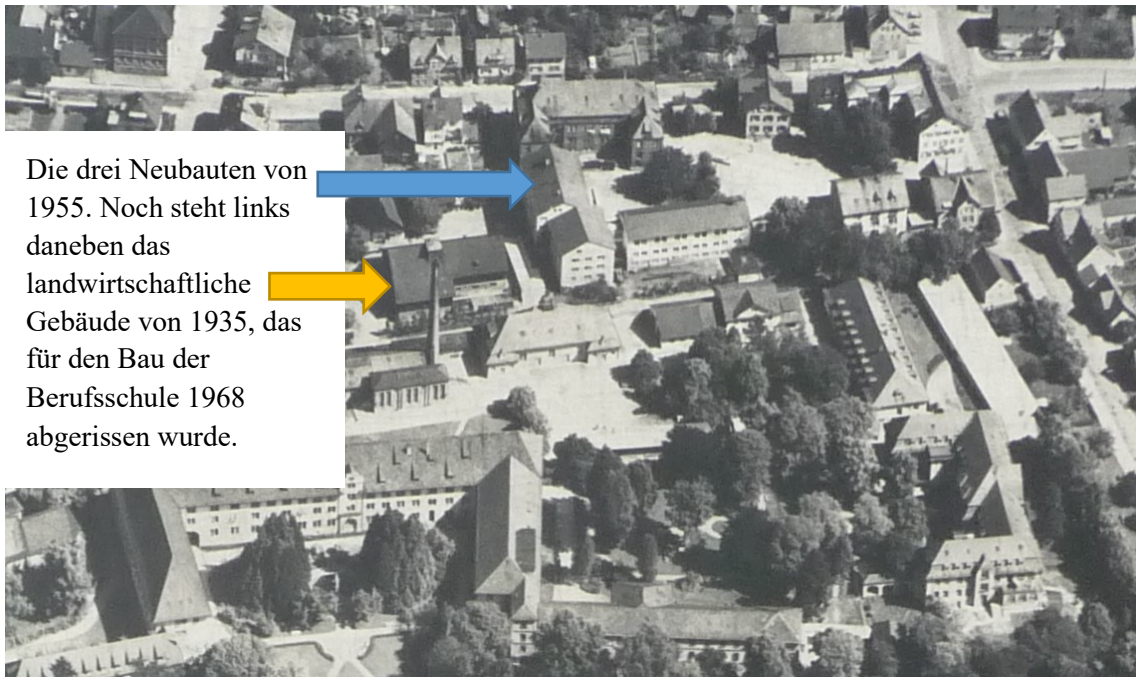 Die drei Neubauten von
1955. Noch steht links
daneben das
landwirtschaftliche
Gebäude von 1935, das
für den Bau der
Berufsschule 1968
abgerissen wurde.